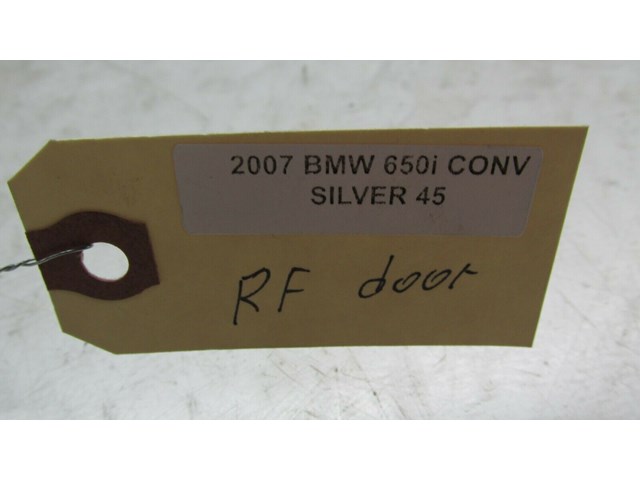 2007 BMW 650i CONV
SILVER 45
RF door